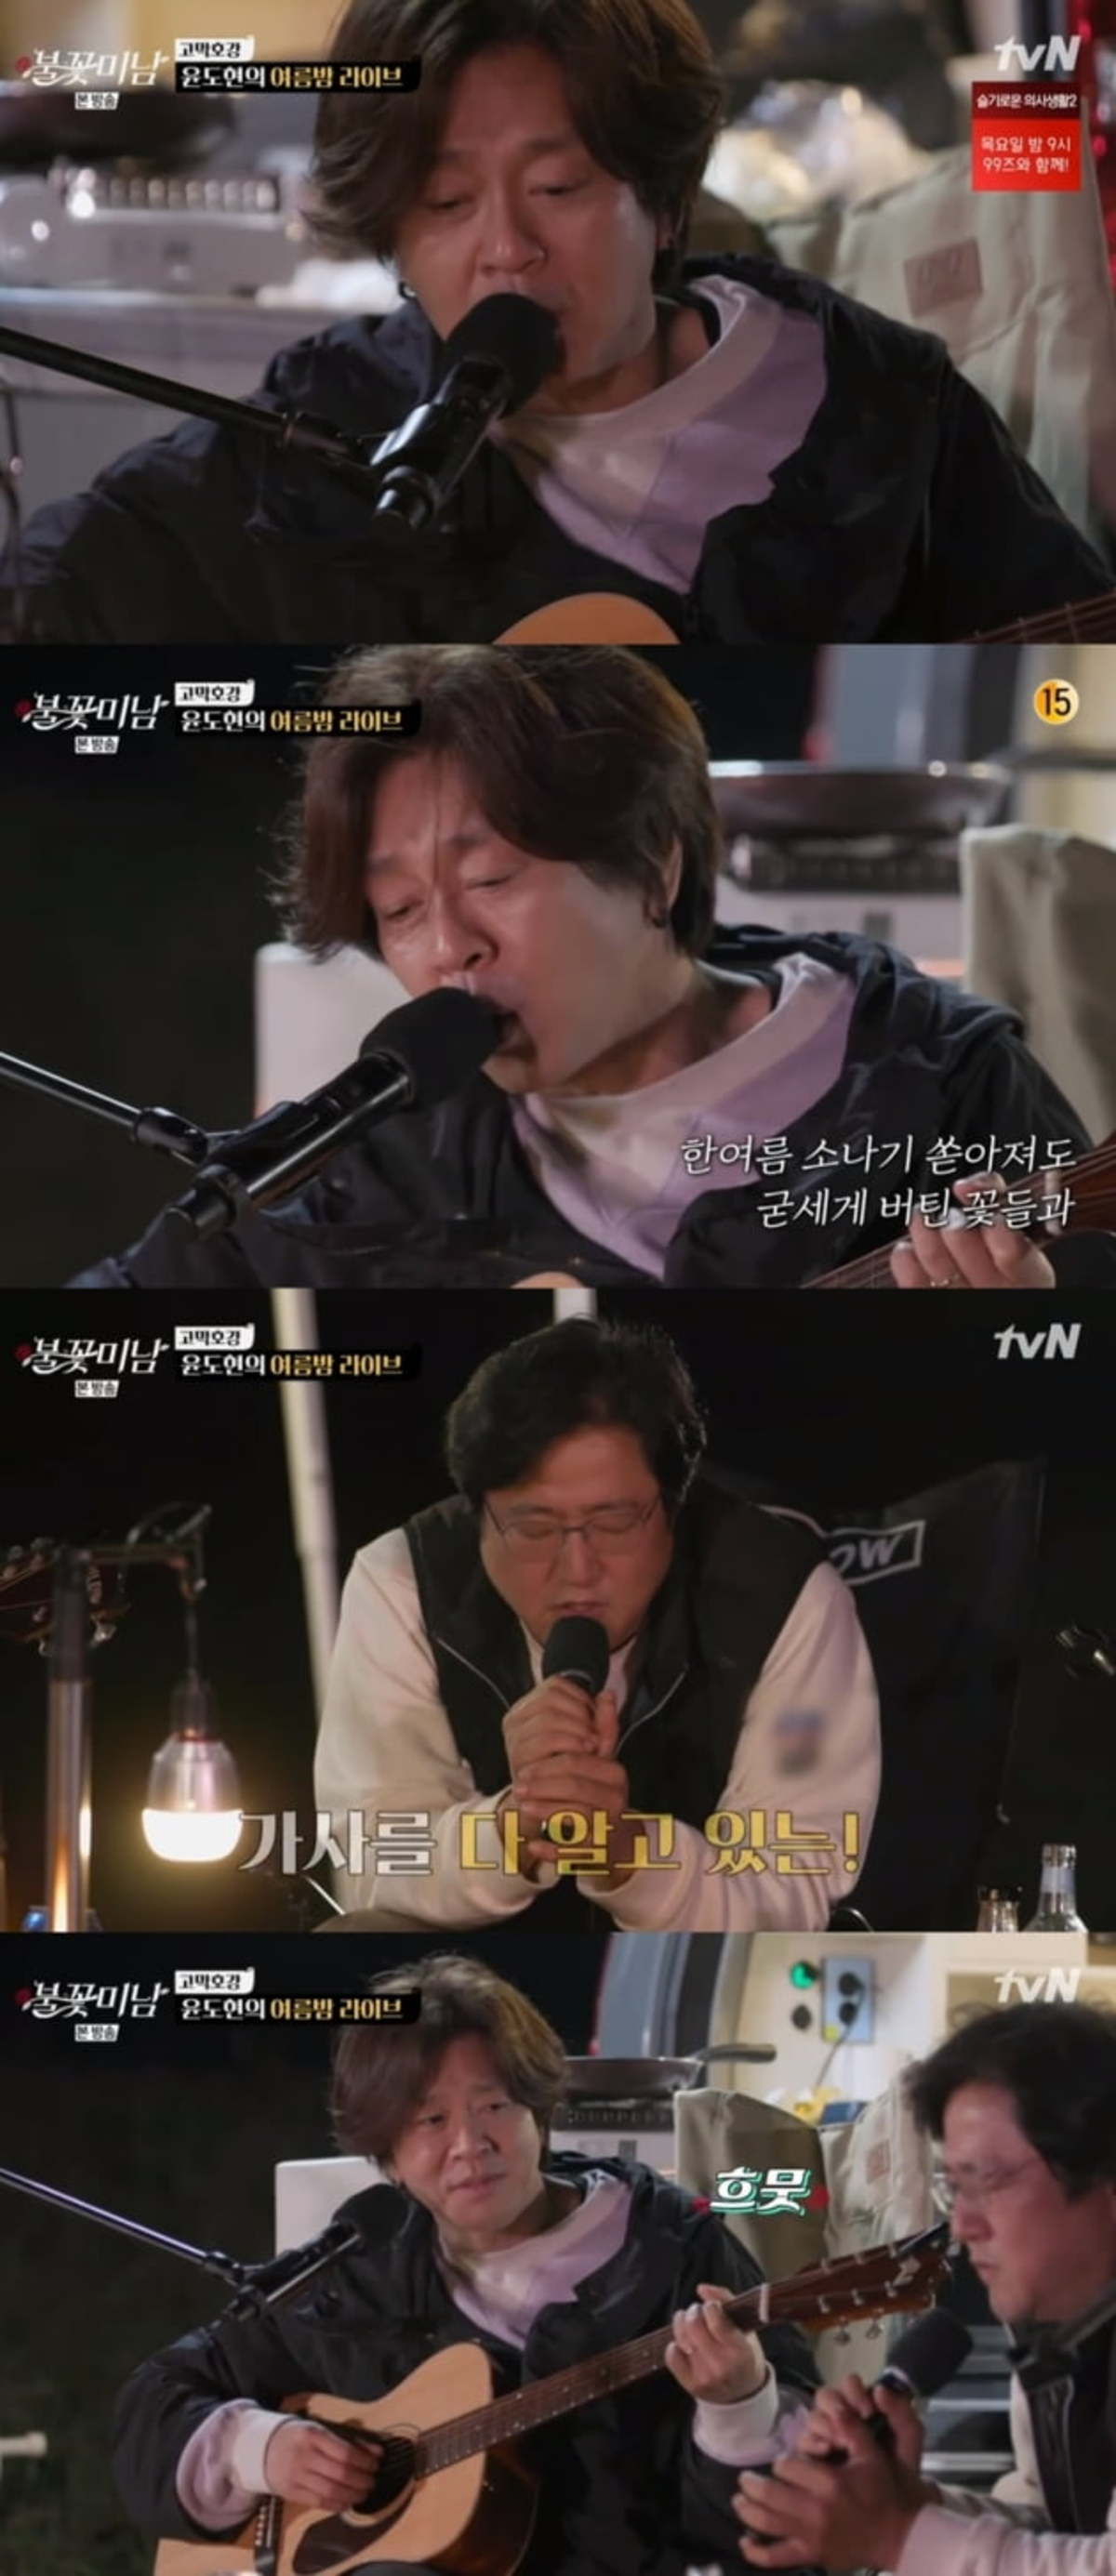 불꽃미남
본 방송
고막호강
윤도현의 여름밤 라이브
tvN
슬기로운 의사생활2
목요일 밤 9시
99즈와 함께!
불꽃미남
본 방송
고막호강
윤도현의 여름밤 라이브
15
한여름 소나기 쏟아져도
굳세게 버틴 꽃들과
불꽃미남
본 방송
고막호강
윤도현의 여름밤 라이브
tvN
가사를 다 알고 있는!
불꽃미남
본 방송
고막호강
윤도현의 여름밤 라이브
tvN
흐뭇